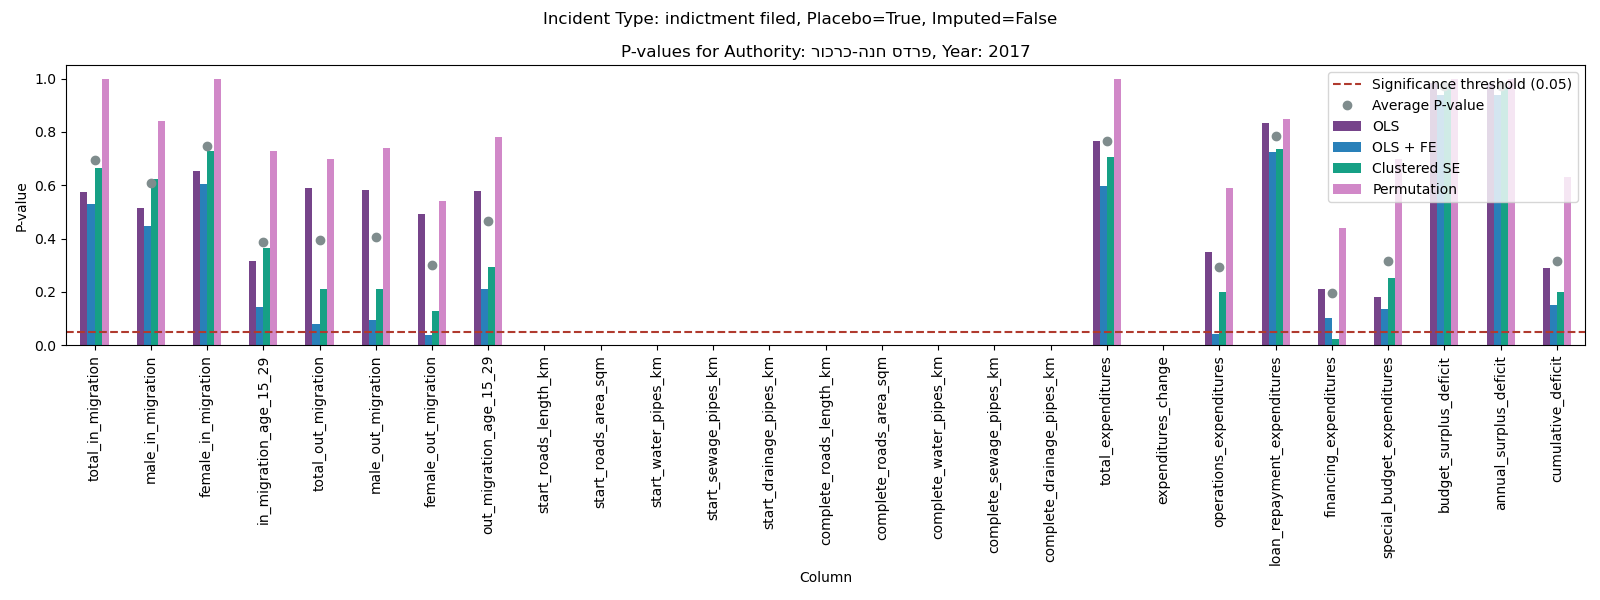 Incident Type: indictment filed, Placebo=True, Imputed=False
P-values for Authority: פרדס חנה-כרכור, Year: 2017
P-value
1.0
0.8
0.6
0.4
0.2
0.0
Significance threshold (0.05)
Average P-value
OLS
OLS + FE
Clustered SE
Permutation
total_in_migration
male_in_migration
female_in_migration
in_migration_age_15_29
total_out_migration
male_out_migration
female_out_migration
out_migration_age_15_29
start_roads_length_km
start_roads_area_sqm
start_water_pipes_km
start_sewage_pipes_km
start_drainage_pipes_km
complete_roads_length_km
complete_roads_area_sqm
complete_water_pipes_km
complete_sewage_pipes_km
complete_drainage_pipes_km
total_expenditures
expenditures_change
operations_expenditures
loan_repayment_expenditures
financing_expenditures
special_budget_expenditures
budget_surplus_deficit
annual_surplus_deficit
cumulative_deficit
Column